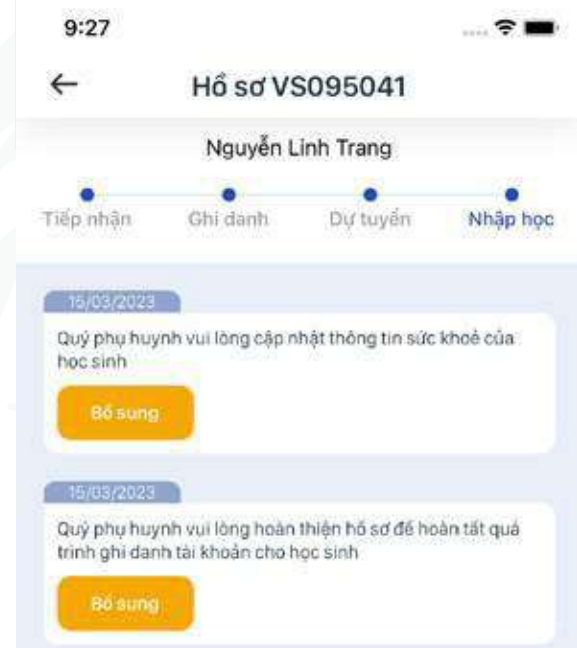 9:27
Hồ sơ VS095041
Nguyễn Linh Trang
Tiếp nhận
Ghi danh
Dự tuyển
Nhập học
15/03/2023
Quý phụ huynh vui lòng cập nhật thông tin sức khoẻ của
học sinh
Bổ sung
15/03/2023
Quý phụ huynh vui lòng hoàn thiện hồ sơ để hoàn tất quá
trình ghi danh tài khoản cho học sinh
Bổ sung